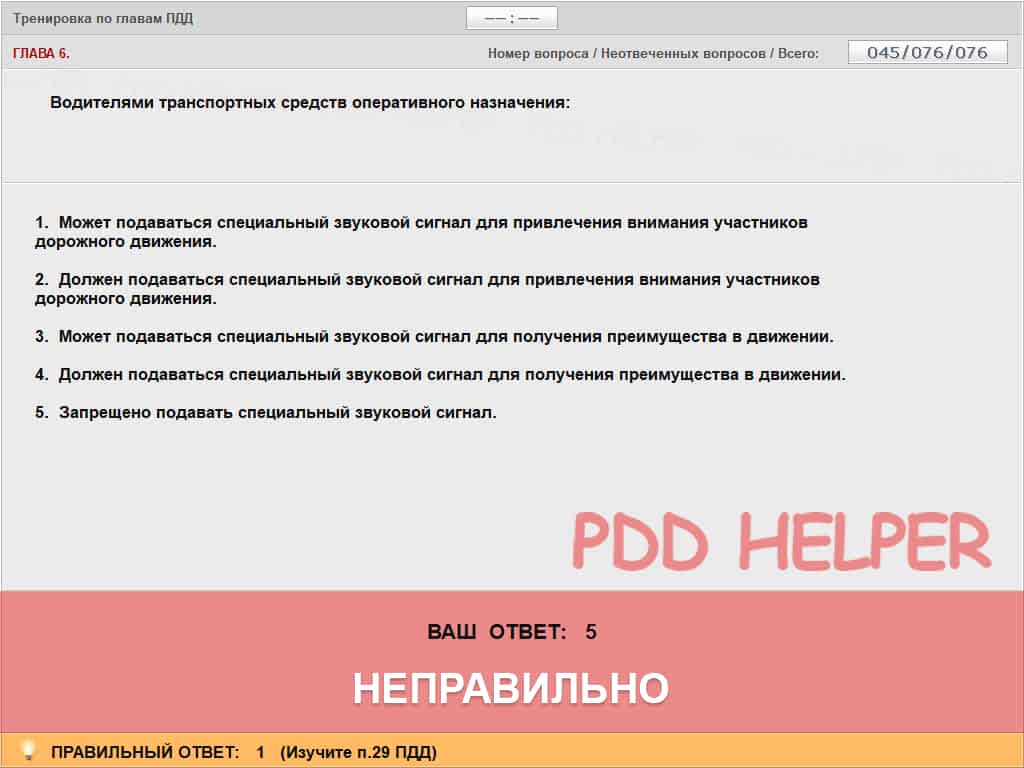 Тренировка по главам ПДД
−− : −−
ГЛАВА 6.
Номер вопроса / Неотвеченных вопросов / Всего:
045/076/076
Водителями транспортных средств оперативного назначения:
1. Может подаваться специальный звуковой сигнал для привлечения внимания участников
дорожного движения.
2. Должен подаваться специальный звуковой сигнал для привлечения внимания участников
дорожного движения.
3. Может подаваться специальный звуковой сигнал для получения преимущества в движении.
4. Должен подаваться специальный звуковой сигнал для получения преимущества в движении.
5. Запрещено подавать специальный звуковой сигнал.
PDD HELPER
ВАШ ОТВЕТ: 5
НЕПРАВИЛЬНО
ПРАВИЛЬНЫЙ ОТВЕТ: 1 (Изучите п.29 ПДД)